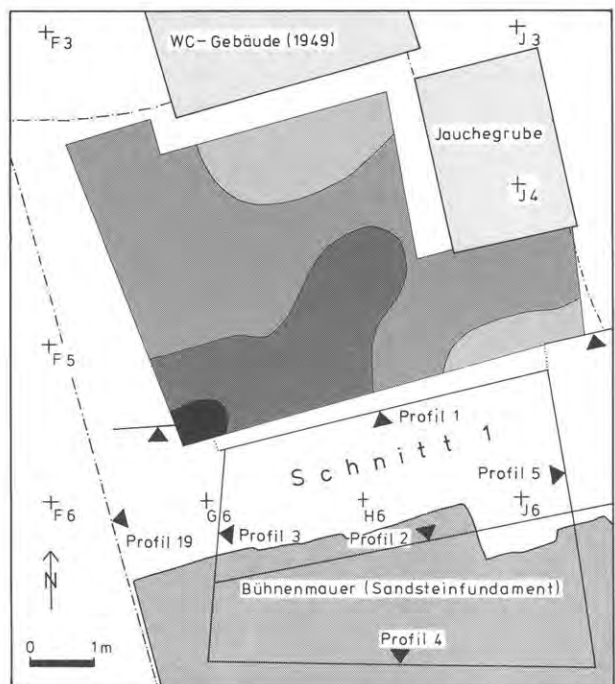 F3
WC-Gebäude (1949)
J3
Jauchegrube
J4
F5
Profil 1
Schnitt 1
Profil 5
F6
G6
H6
J6
Profil 19
Profil 3
Profil 2
N
Bühnenmauer (Sandsteinfundament)
Profil 4
0 1m